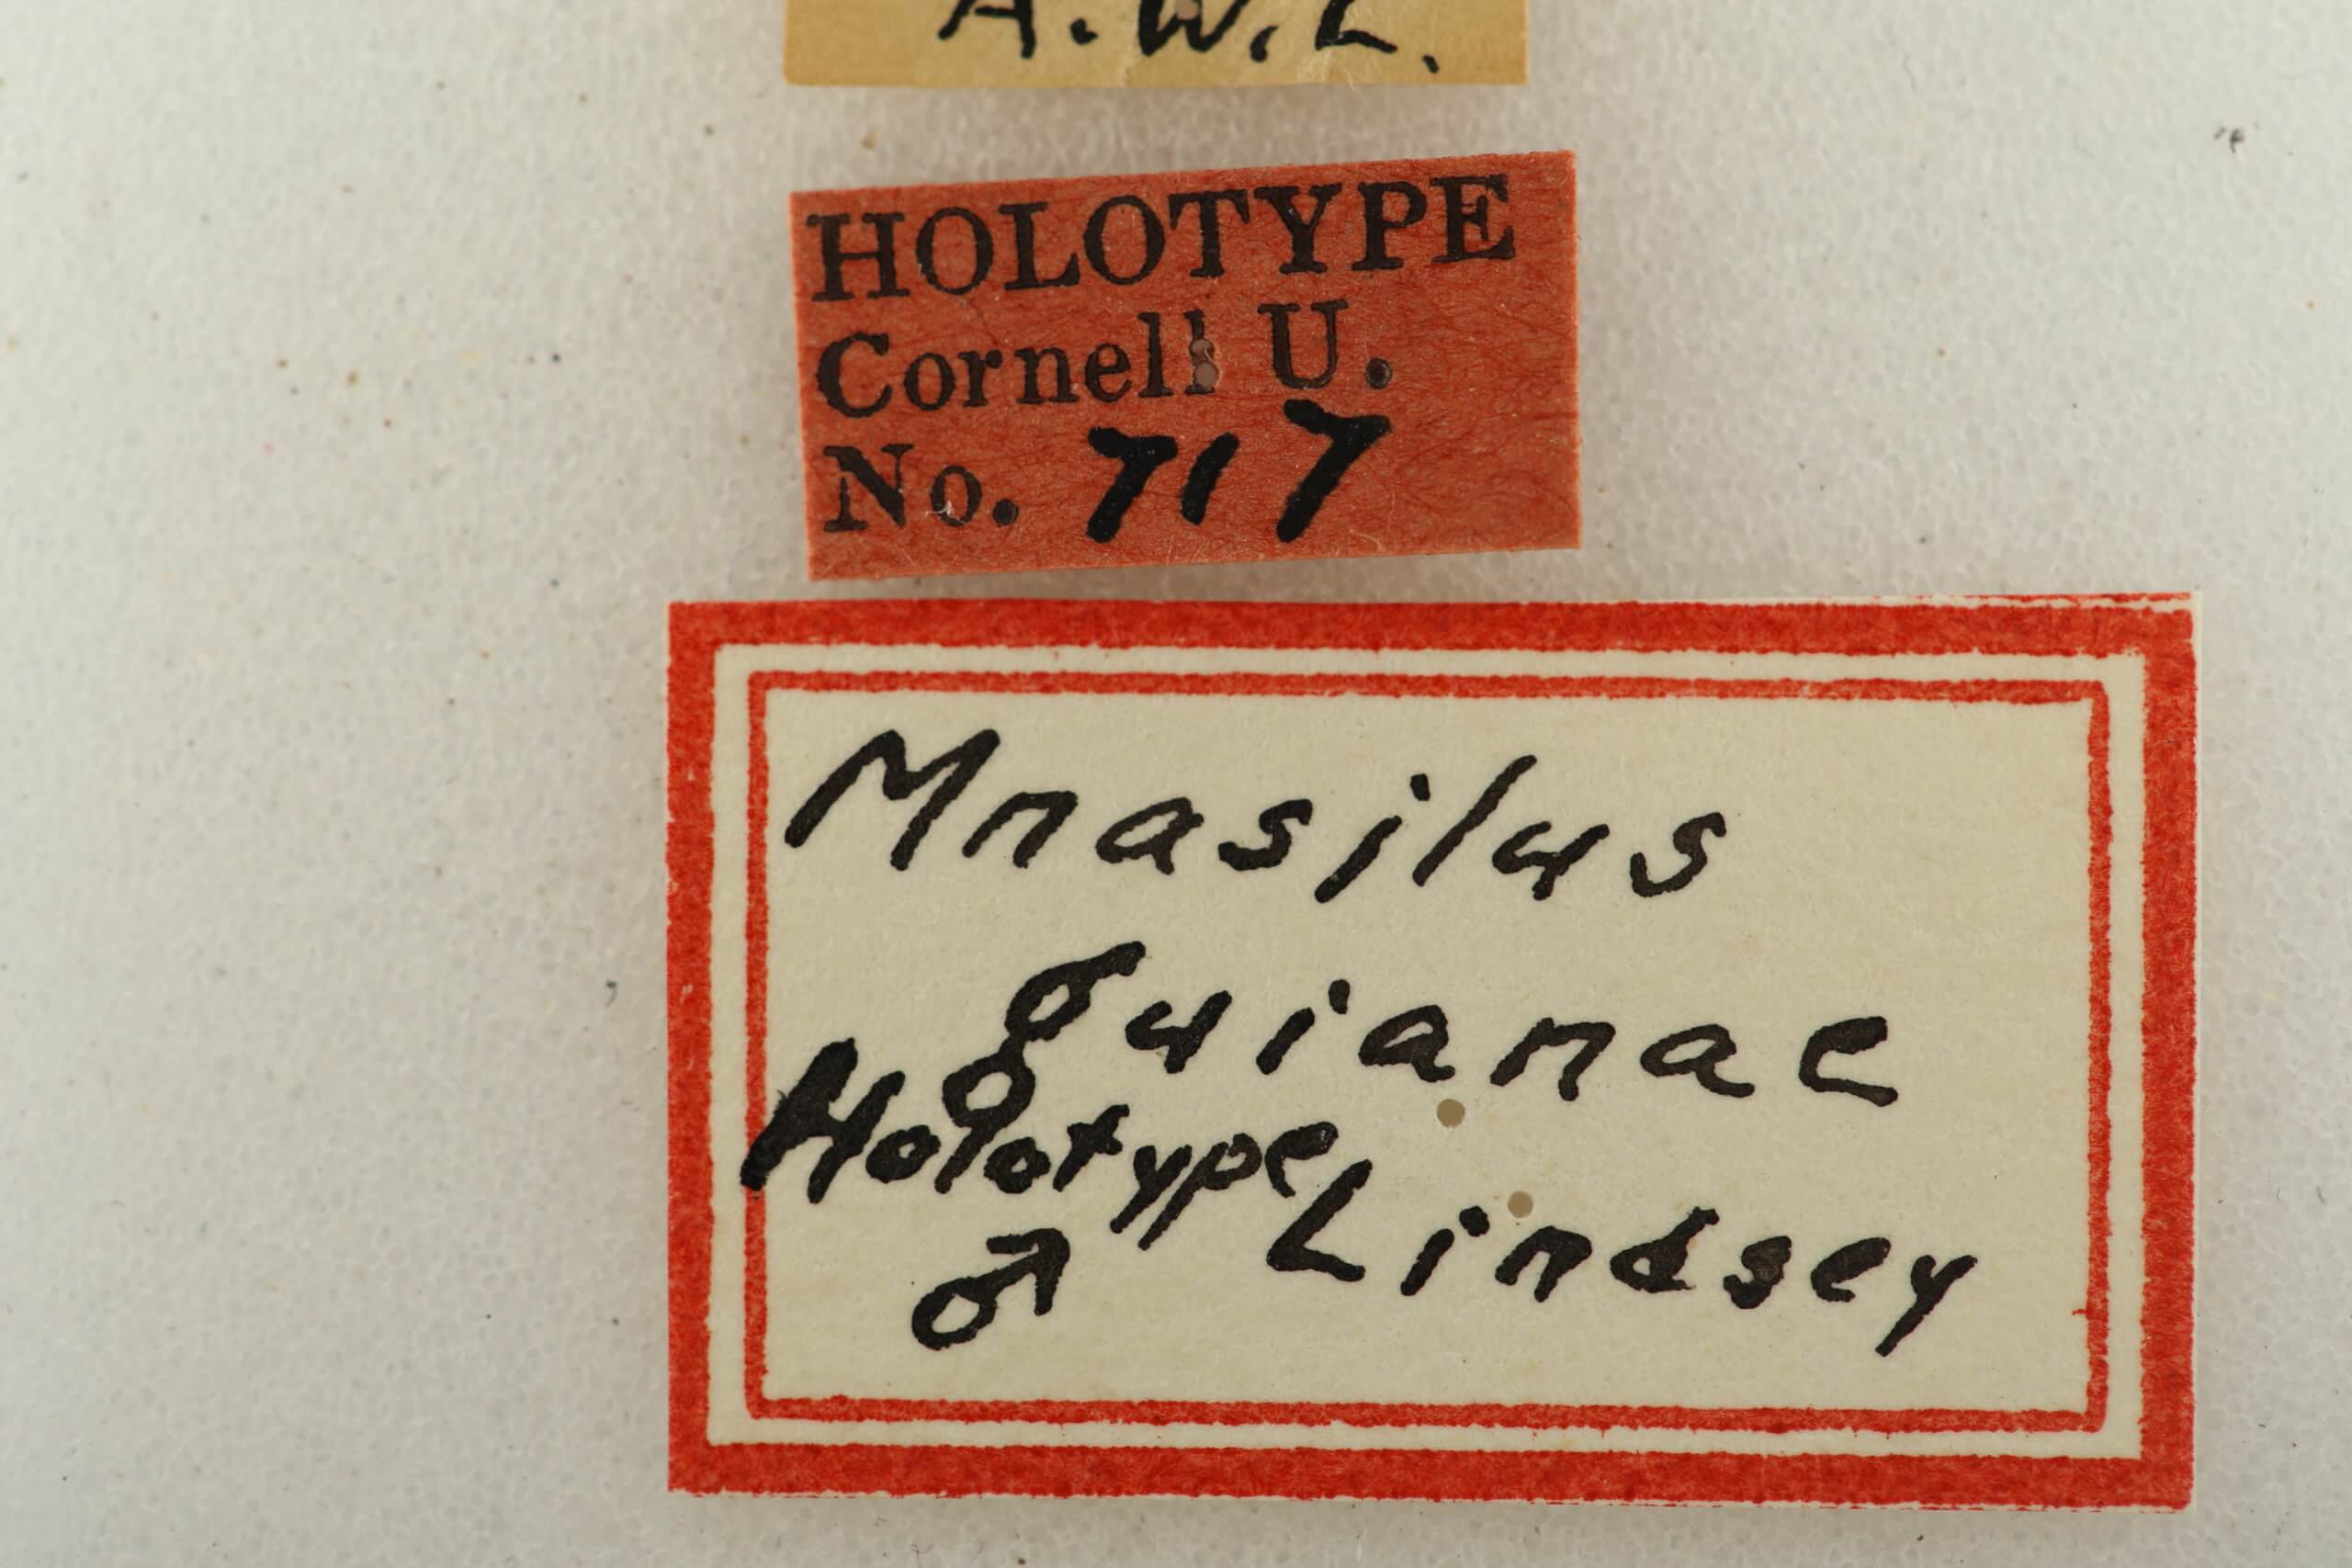 A.W.L.
HOLOTYPE
Cornell U.
No. 717
Mnasilus
guianae
Holotype
Lindsey
♂